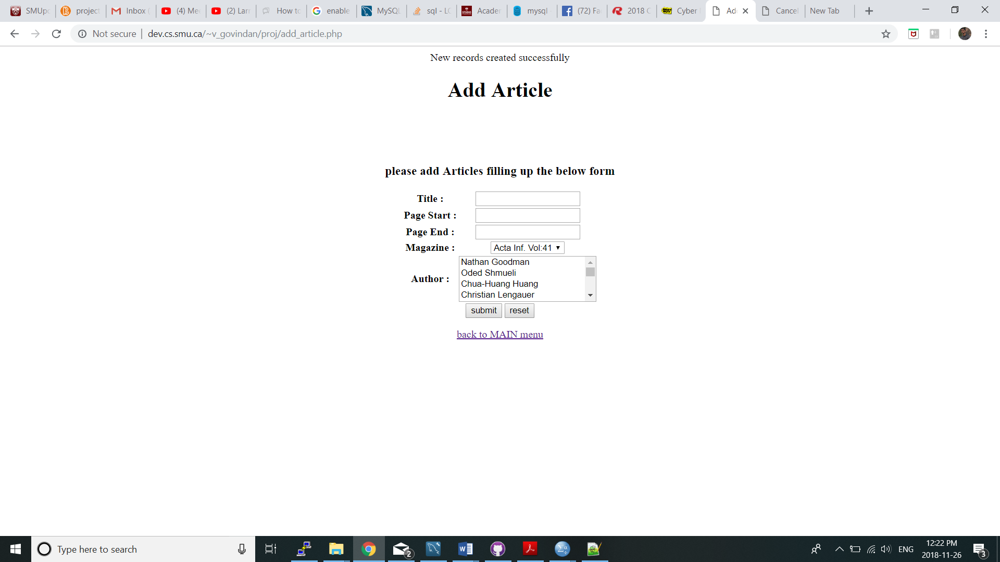 SMUpo project Inbox ( (4) Mee (2) Larr How to enable MySQL sql - LO Acader mysql - (72) Fa 2018 C Cyber Ad Cancel New Tab
Not secure | dev.cs.smu.ca/~v_govindan/proj/add_article.php
New records created successfully
Add Article
please add Articles filling up the below form
Title :
Page Start :
Page End :
Magazine : Acta Inf. Vol:41
Nathan Goodman
Oded Shmueli
Author :
Chua-Huang Huang
Christian Lengauer
submit reset
back to MAIN menu
Type here to search
2
ENG
12:22 PM
2018-11-26
3